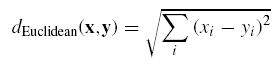 d_Euclidean(x,y) = √∑_i (x_i − y_i)^2